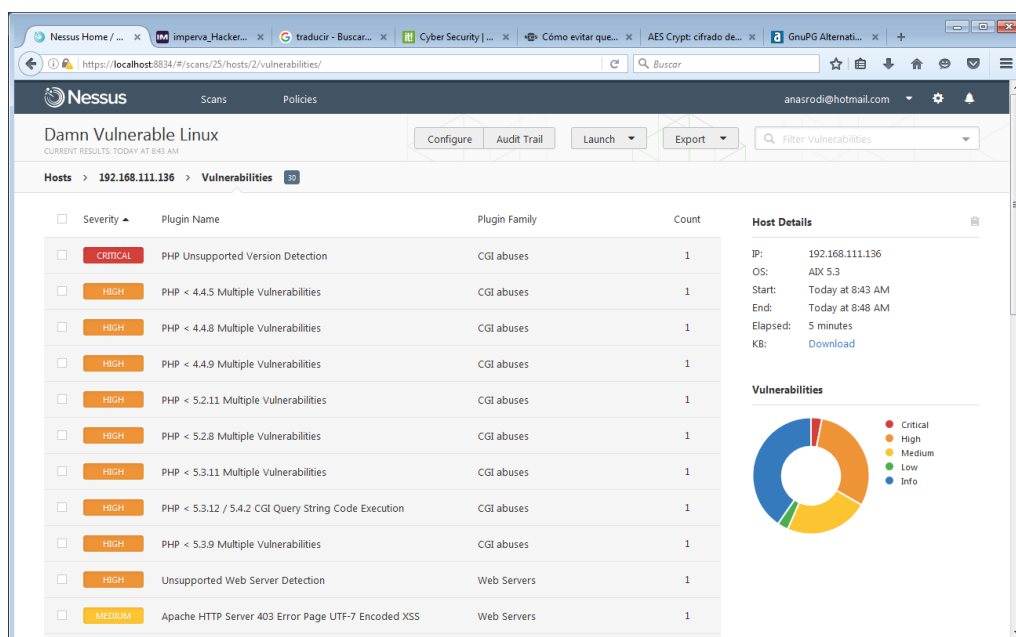 Nessus Home / ...
imperva_Hacker...
traducir - Buscar...
Cyber Security | ...
Cómo evitar que...
AES Crypt: cifrado de...
GnuPG Alternati...
https://localhost:8834/#/scans/25/hosts/2/vulnerabilities/
Buscar
Nessus Scans Policies anasrodi@hotmail.com
Damn Vulnerable Linux
CURRENT RESULTS: TODAY AT 8:43 AM
Configure Audit Trail Launch Export Filter Vulnerabilities
Hosts > 192.168.111.136 > Vulnerabilities 30
Severity Plugin Name Plugin Family Count
CRITICAL PHP Unsupported Version Detection CGI abuses 1
HIGH PHP < 4.4.5 Multiple Vulnerabilities CGI abuses 1
HIGH PHP < 4.4.8 Multiple Vulnerabilities CGI abuses 1
HIGH PHP < 4.4.9 Multiple Vulnerabilities CGI abuses 1
HIGH PHP < 5.2.11 Multiple Vulnerabilities CGI abuses 1
HIGH PHP < 5.2.8 Multiple Vulnerabilities CGI abuses 1
HIGH PHP < 5.3.11 Multiple Vulnerabilities CGI abuses 1
HIGH PHP < 5.3.12 / 5.4.2 CGI Query String Code Execution CGI abuses 1
HIGH PHP < 5.3.9 Multiple Vulnerabilities CGI abuses 1
HIGH Unsupported Web Server Detection Web Servers 1
MEDIUM Apache HTTP Server 403 Error Page UTF-7 Encoded XSS Web Servers 1
Host Details
IP: 192.168.111.136
OS: AIX 5.3
Start: Today at 8:43 AM
End: Today at 8:48 AM
Elapsed: 5 minutes
KB: Download
Vulnerabilities
Critical
High
Medium
Low
Info